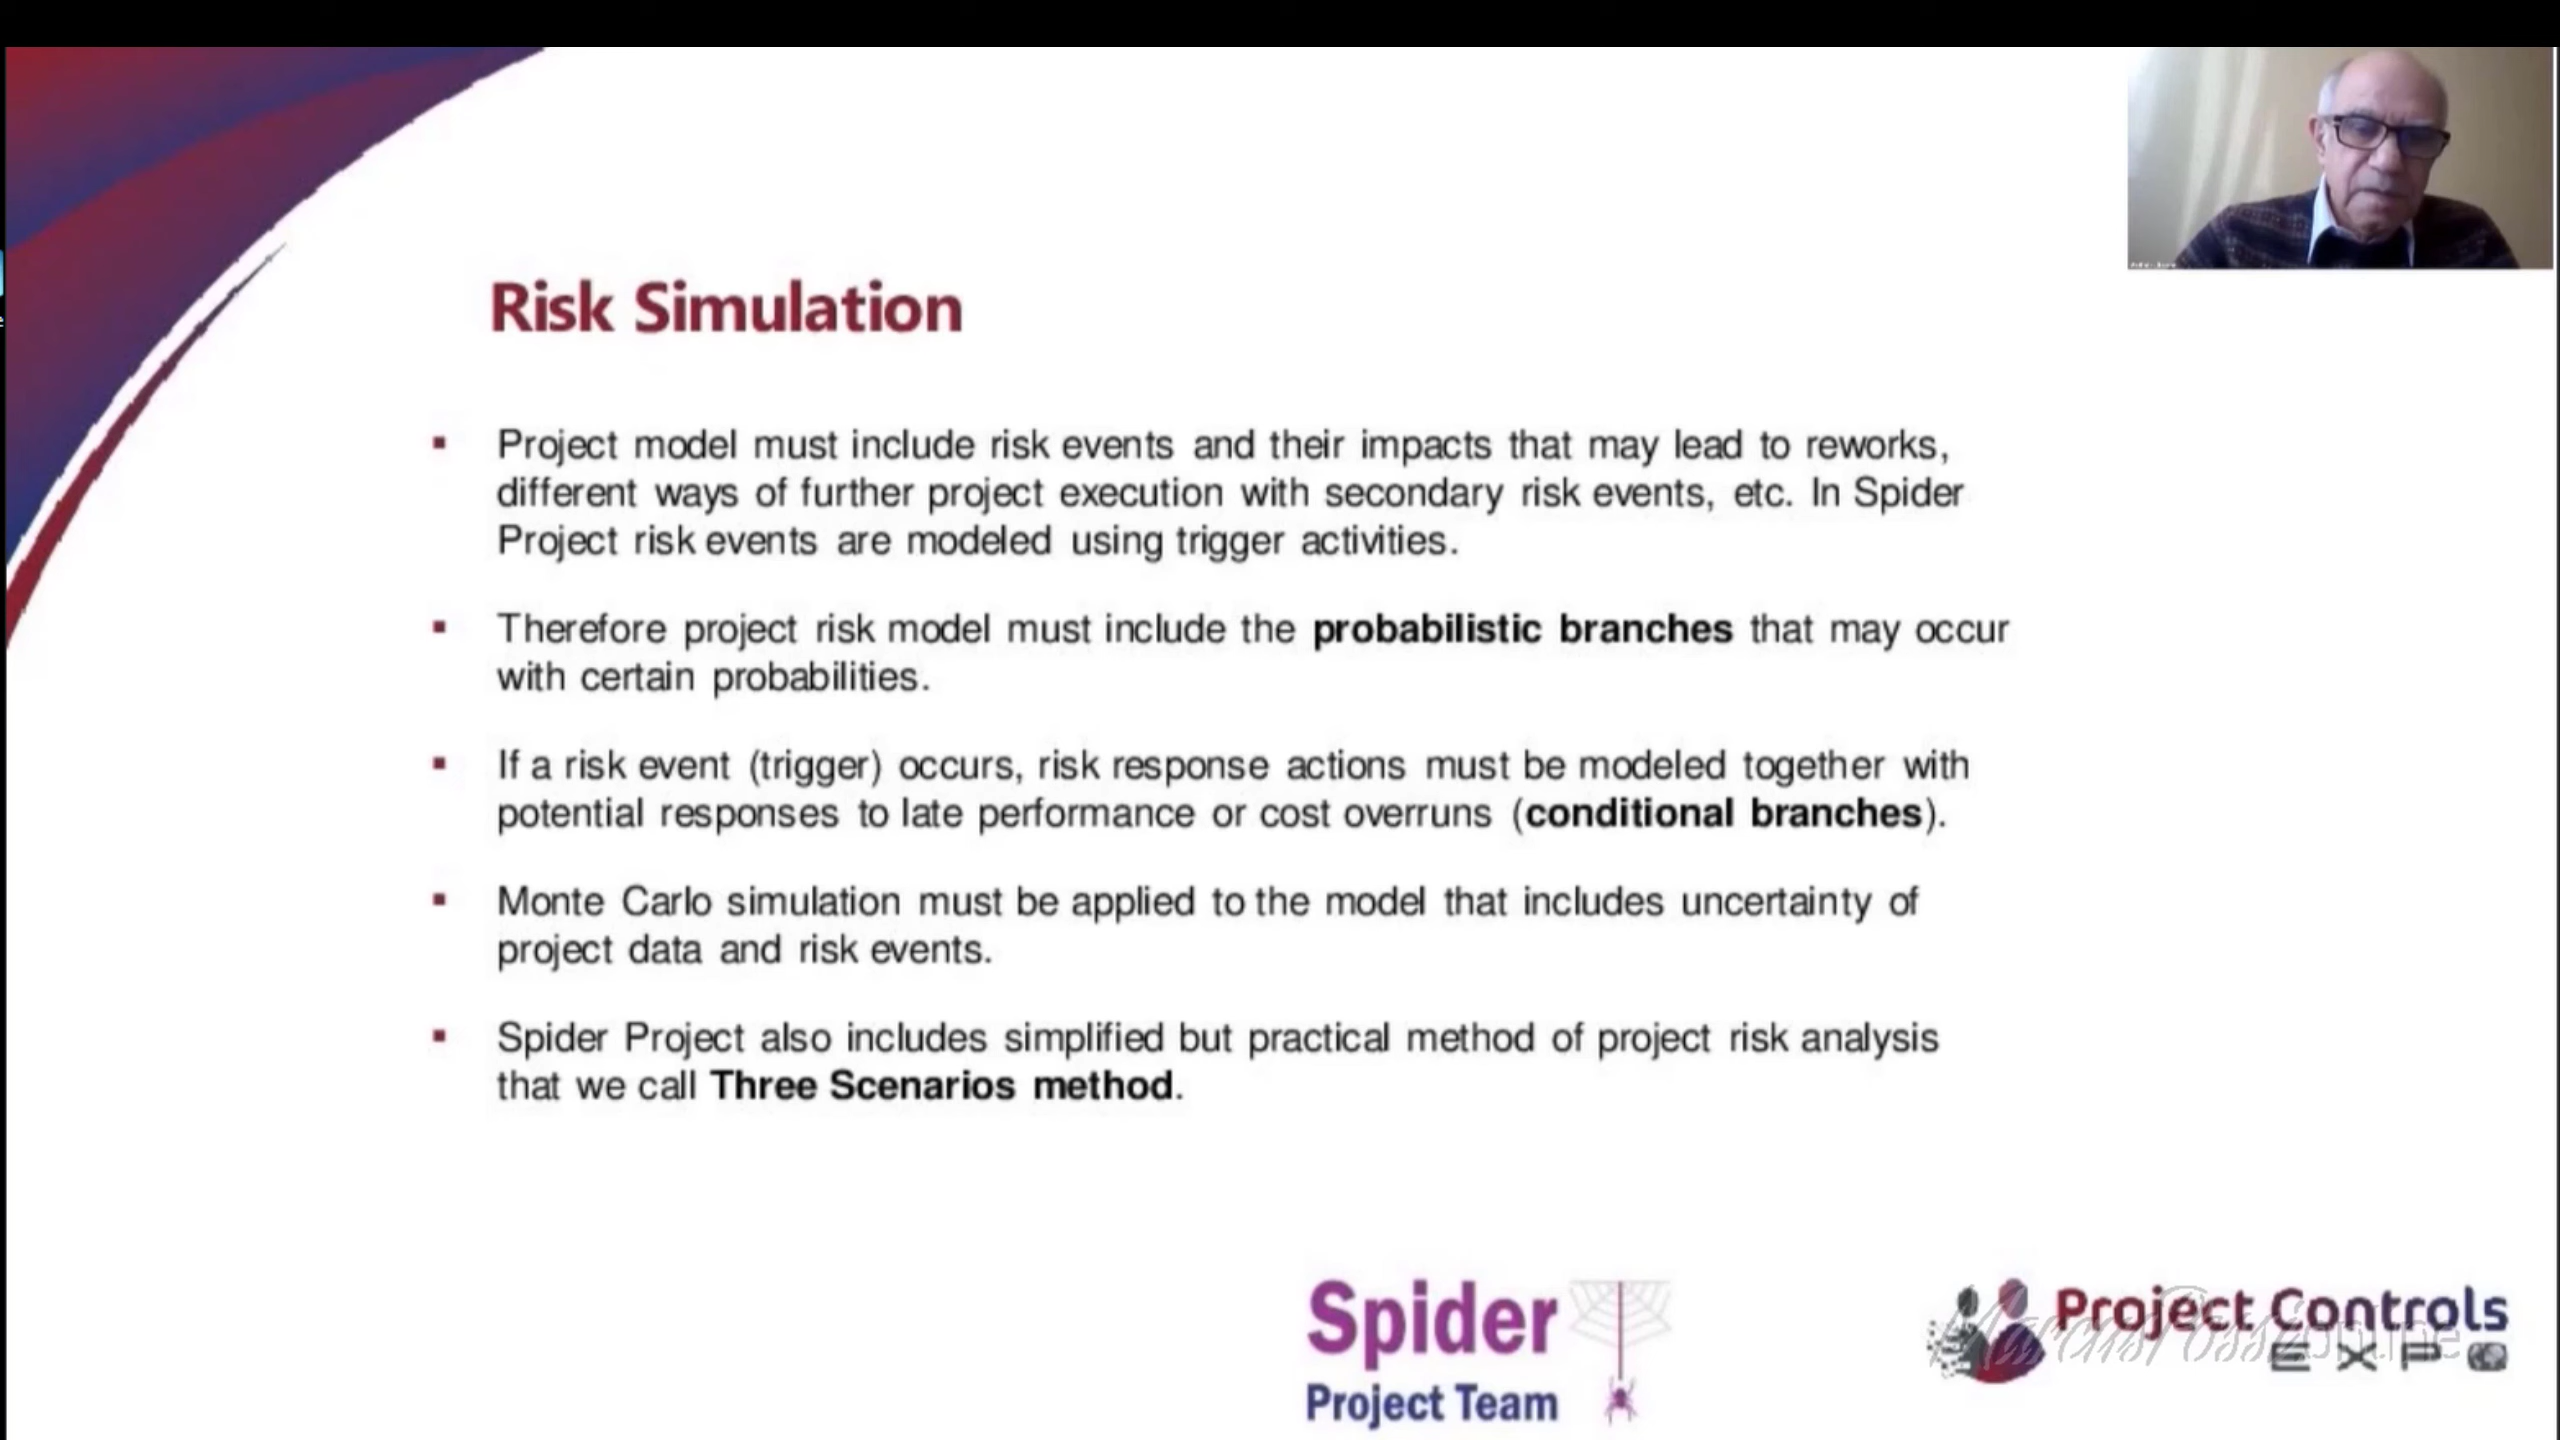 Risk Simulation
Project model must include risk events and their impacts that may lead to reworks,
different ways of further project execution with secondary risk events, etc. In Spider
Project risk events are modeled using trigger activities.
Therefore project risk model must include the probabilistic branches that may occur
with certain probabilities.
If a risk event (trigger) occurs, risk response actions must be modeled together with
potential responses to late performance or cost overruns (conditional branches).
Monte Carlo simulation must be applied to the model that includes uncertainty of
project data and risk events.
Spider Project also includes simplified but practical method of project risk analysis
that we call Three Scenarios method.
Spider
Project Team
Project Controls
EXPO